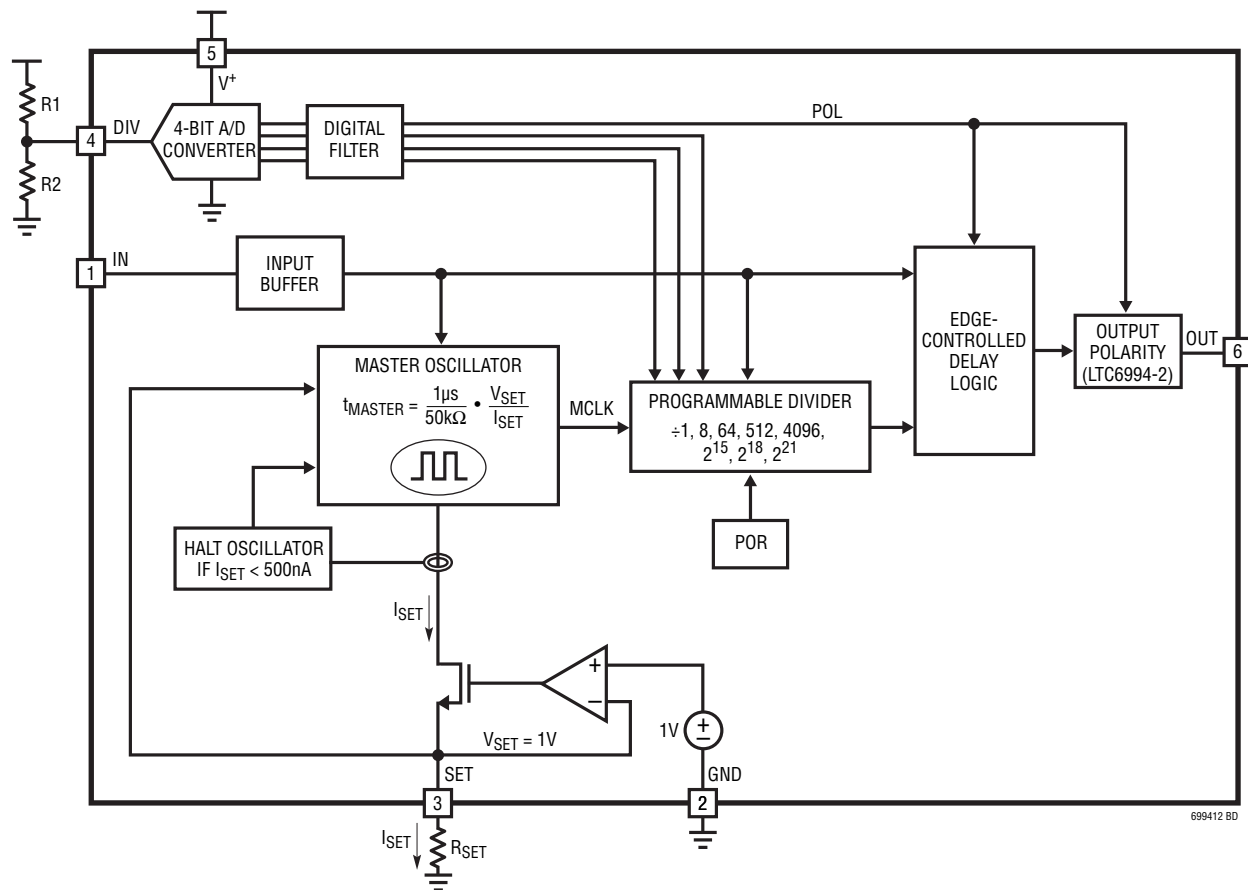 5
V+
R1
4
DIV
4-BIT A/D
CONVERTER
DIGITAL
FILTER
POL
R2
1
IN
INPUT
BUFFER
MASTER OSCILLATOR
tMASTER = 1µs/50kΩ • VSET/ISET
MCLK
PROGRAMMABLE DIVIDER
÷1, 8, 64, 512, 4096,
2^15, 2^18, 2^21
EDGE-
CONTROLLED
DELAY
LOGIC
OUTPUT
POLARITY
(LTC6994-2)
OUT
6
HALT OSCILLATOR
IF ISET < 500nA
POR
ISET
+
−
1V
+
−
VSET = 1V
SET
GND
3
2
ISET
RSET
699412 BD